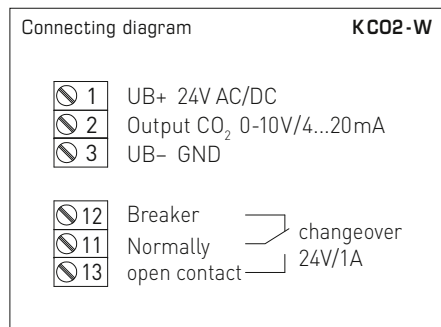 Connecting diagram KCO2-W
1 UB+ 24V AC/DC
2 Output CO₂ 0-10V/4...20mA
3 UB– GND
12 Breaker
changeover
11 Normally
24V/1A
13 open contact